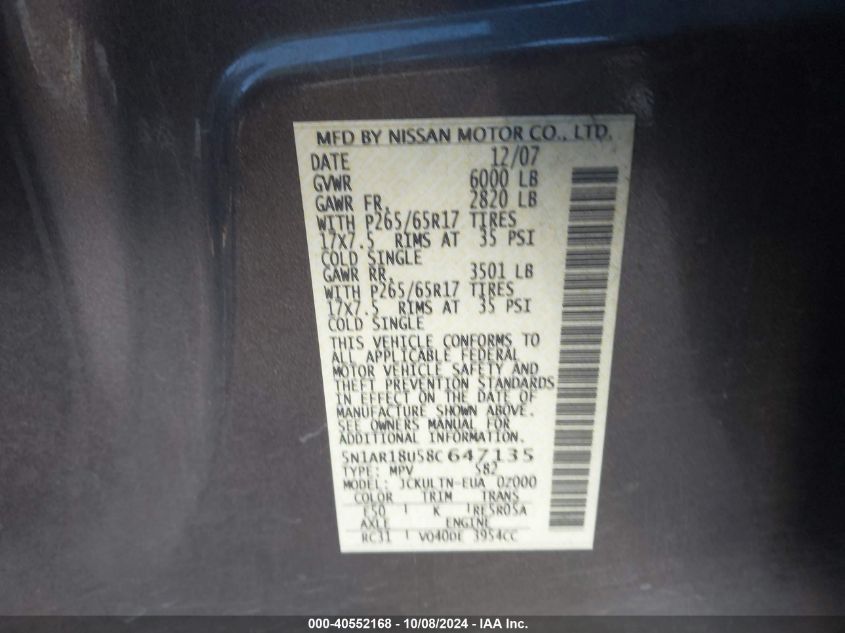 MFD BY NISSAN MOTOR CO., LTD.
DATE 12/07
GVWR 6000 LB
GAWR FR. 2820 LB
WITH P265/65R17 TIRES
17X7.5 RIMS AT 35 PSI
COLD SINGLE
GAWR RR. 3501 LB
WITH P265/65R17 TIRES
17X7.5 RIMS AT 35 PSI
COLD SINGLE
THIS VEHICLE CONFORMS TO
ALL APPLICABLE FEDERAL
MOTOR VEHICLE SAFETY AND
THEFT PREVENTION STANDARDS
IN EFFECT ON THE DATE OF
MANUFACTURE SHOWN ABOVE.
SEE OWNERS MANUAL FOR
ADDITIONAL INFORMATION.
5N1AR18U58C647135
TYPE: MPV 582
MODEL: JCKULTN-EUA 0Z000
COLOR TRIM TRANS
E50 K RE5R05A
AXLE ENGINE
RC31 VQ40DE 3954CC
000-40552168 - 10/08/2024 - IAA Inc.